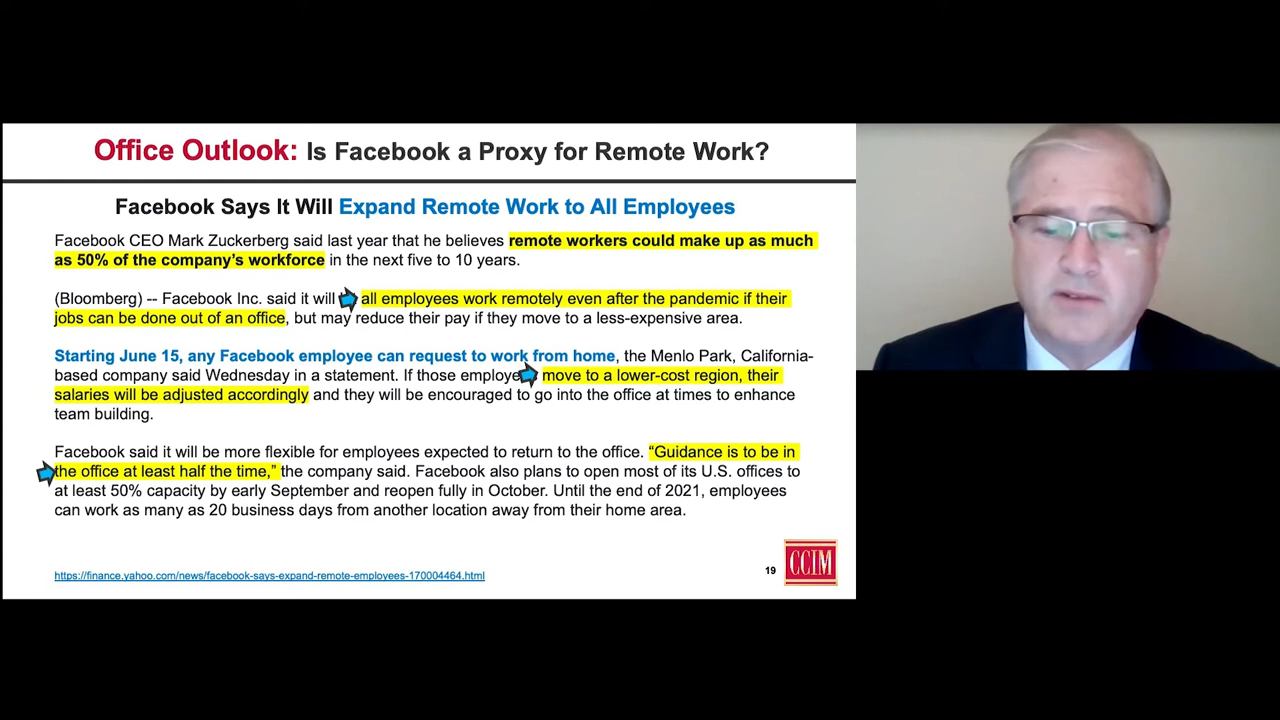 Office Outlook: Is Facebook a Proxy for Remote Work?
Facebook Says It Will Expand Remote Work to All Employees
Facebook CEO Mark Zuckerberg said last year that he believes remote workers could make up as much
as 50% of the company's workforce in the next five to 10 years.
(Bloomberg) -- Facebook Inc. said it will all employees work remotely even after the pandemic if their
jobs can be done out of an office, but may reduce their pay if they move to a less-expensive area.
Starting June 15, any Facebook employee can request to work from home, the Menlo Park, California-
based company said Wednesday in a statement. If those employe move to a lower-cost region, their
salaries will be adjusted accordingly and they will be encouraged to go into the office at times to enhance
team building.
Facebook said it will be more flexible for employees expected to return to the office. “Guidance is to be in
the office at least half the time,” the company said. Facebook also plans to open most of its U.S. offices to
at least 50% capacity by early September and reopen fully in October. Until the end of 2021, employees
can work as many as 20 business days from another location away from their home area.
https://finance.yahoo.com/news/facebook-says-expand-remote-employees-170004464.html
19
CCIM